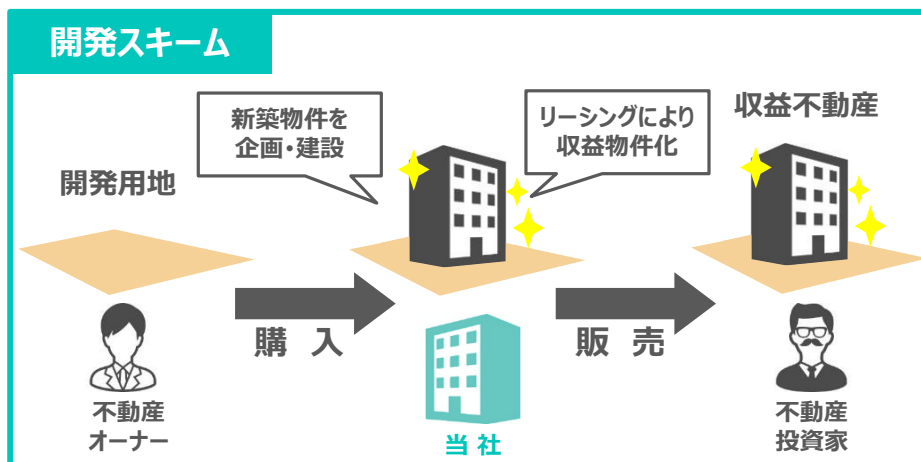 開発スキーム
新築物件を
企画・建設
リーシングにより
収益物件化
収益不動産
開発用地
購 入
販 売
不動産
オーナー
当 社
不動産
投資家